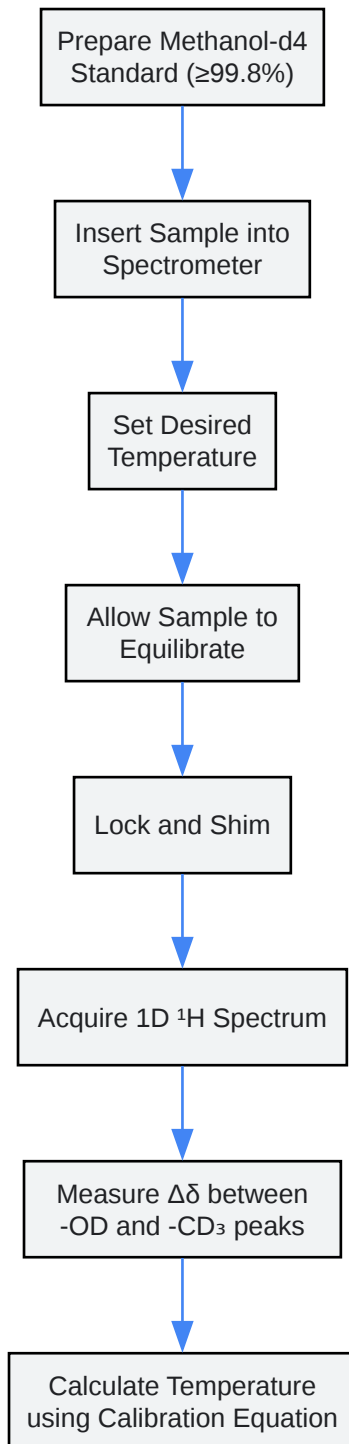 Prepare Methanol-d4
Standard (≥99.8%)
Insert Sample into
Spectrometer
Set Desired
Temperature
Allow Sample to
Equilibrate
Lock and Shim
Acquire 1D ¹H Spectrum
Measure Δδ between
-OD and -CD₃ peaks
Calculate Temperature
using Calibration Equation